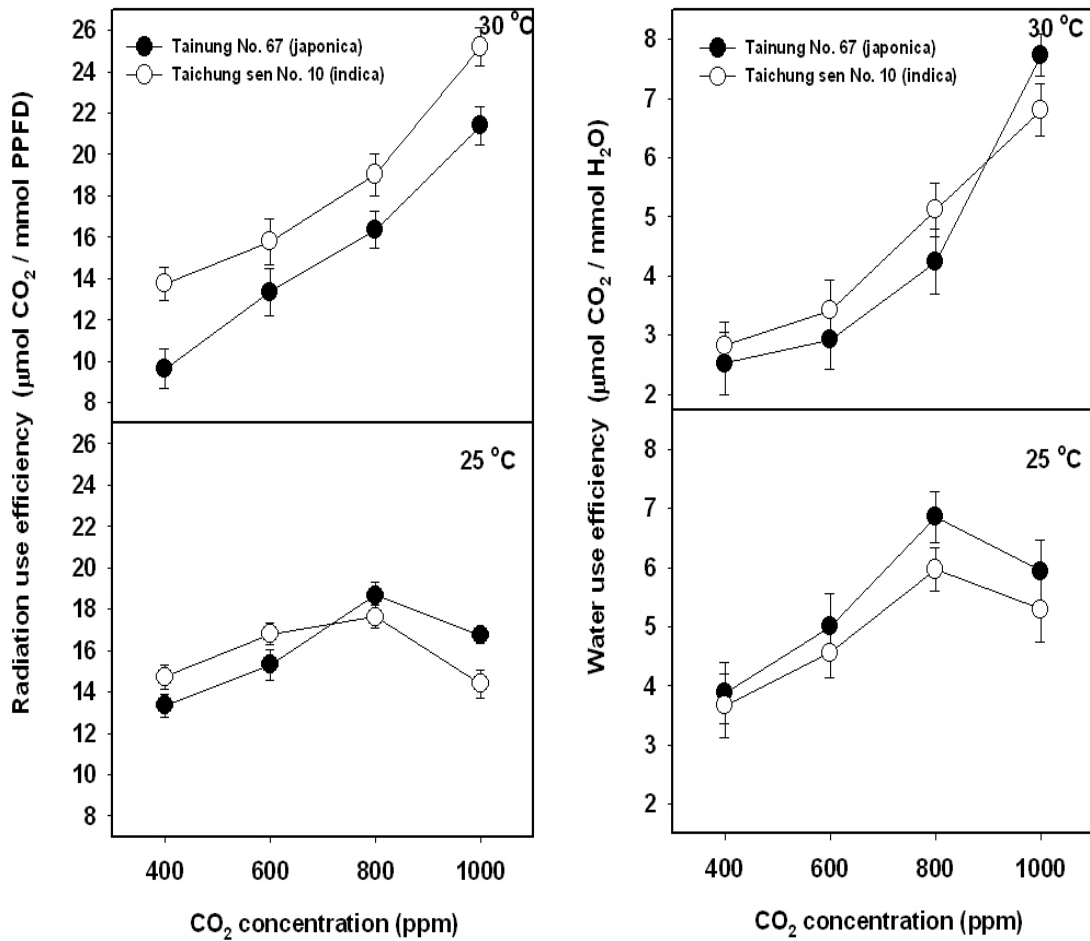 Radiation use efficiency (μmol CO₂ / mmol PPFD)
30 °C
Tainung No. 67 (japonica)
Taichung sen No. 10 (indica)
26
24
22
20
18
16
14
12
10
8
25 °C
26
24
22
20
18
16
14
12
10
8
400 600 800 1000
CO₂ concentration (ppm)
Water use efficiency (μmol CO₂ / mmol H₂O)
30 °C
Tainung No. 67 (japonica)
Taichung sen No. 10 (indica)
8
7
6
5
4
3
2
25 °C
8
7
6
5
4
3
2
400 600 800 1000
CO₂ concentration (ppm)